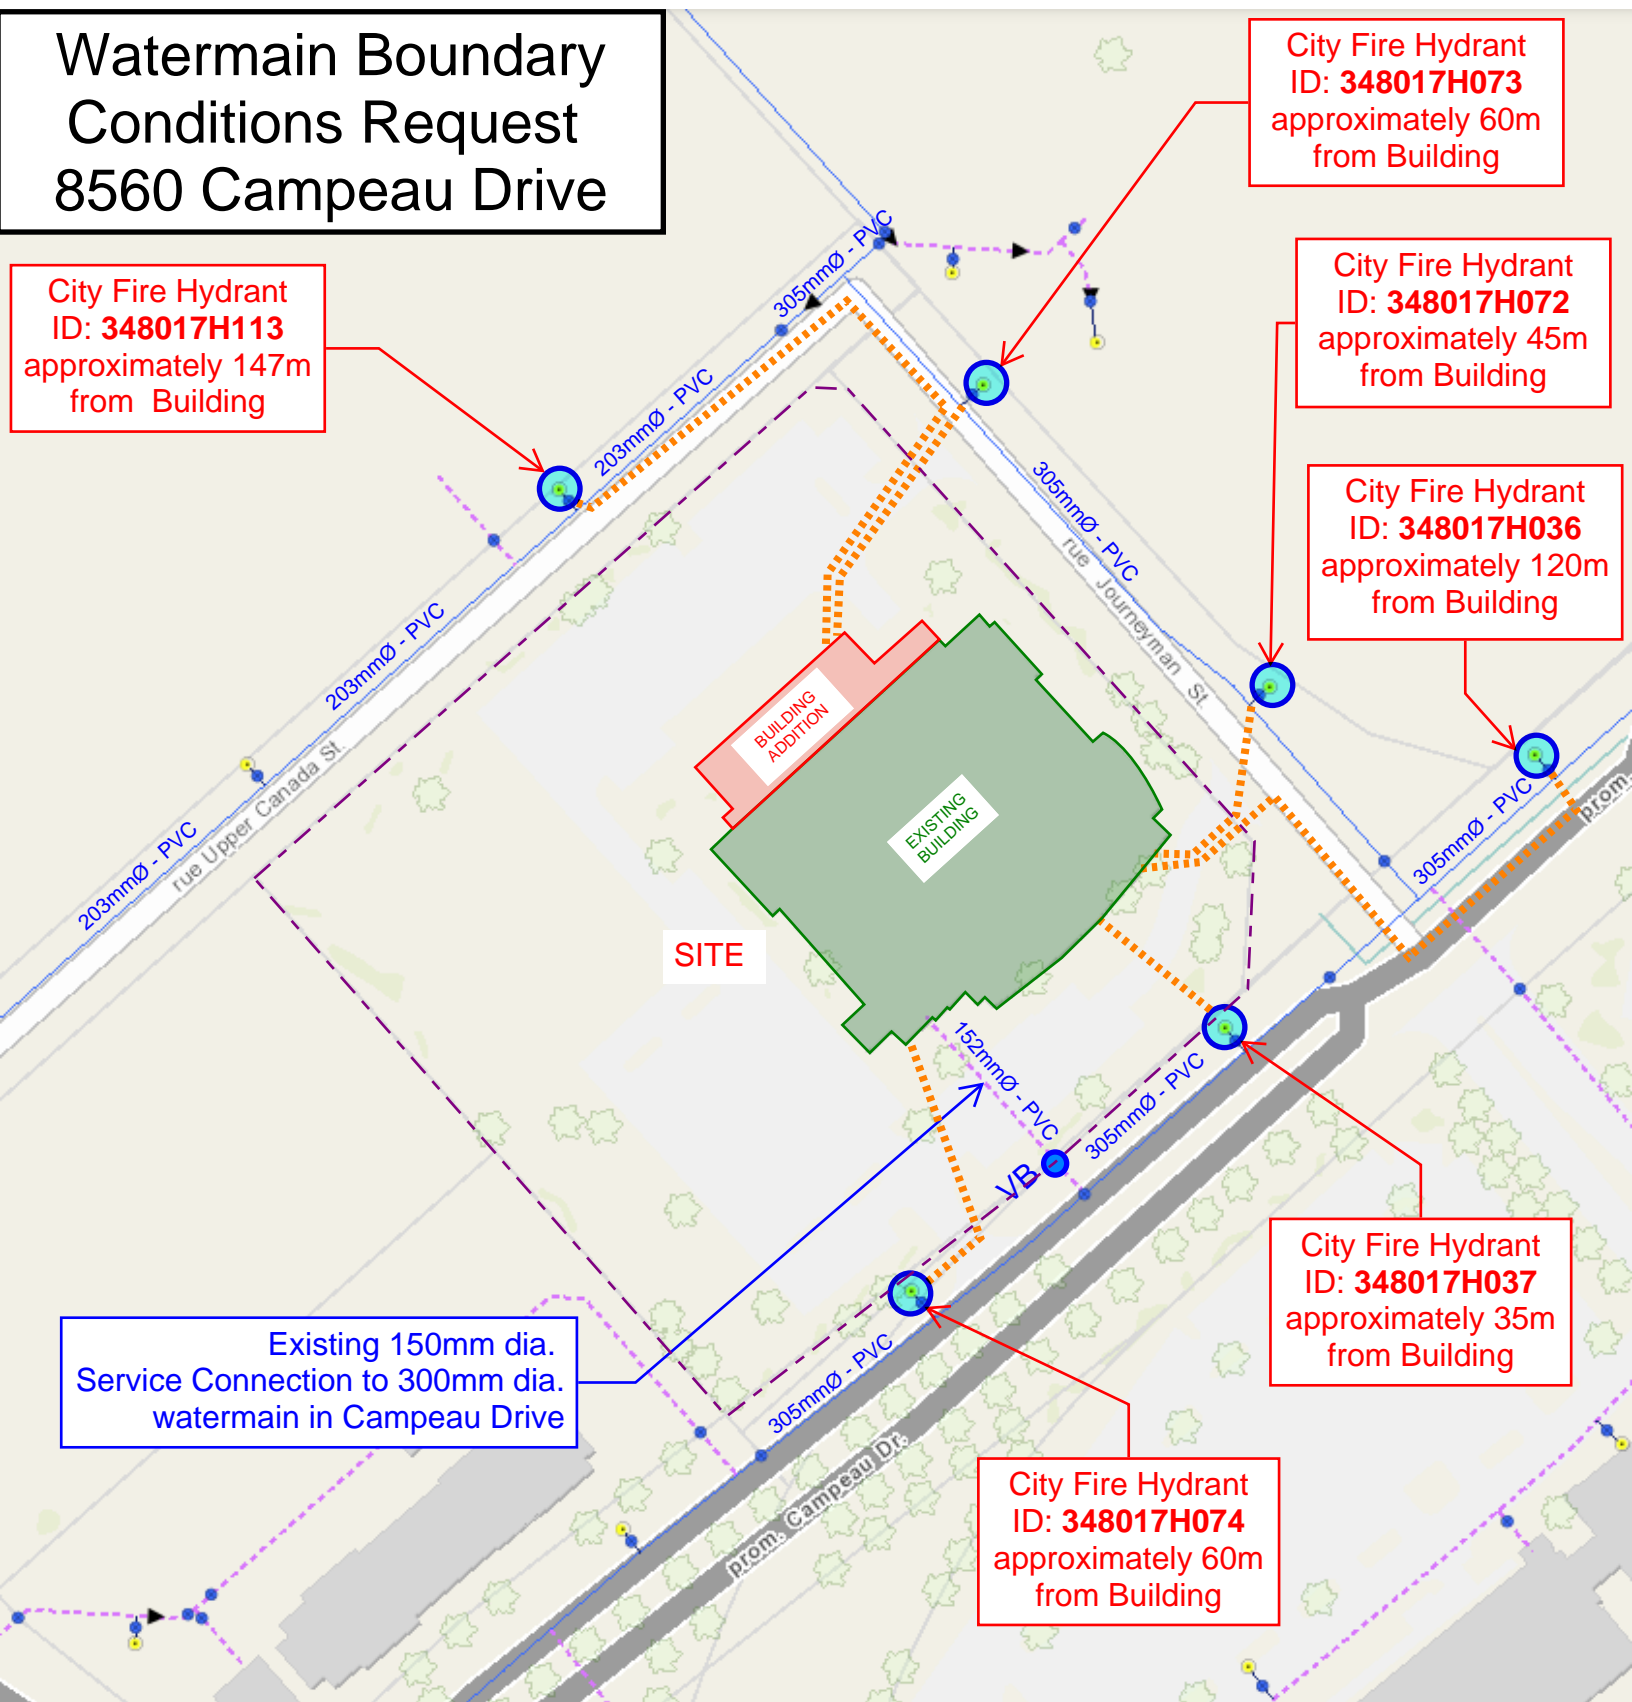 Watermain Boundary
Conditions Request
8560 Campeau Drive
City Fire Hydrant
ID: 348017H073
approximately 60m
from Building
City Fire Hydrant
ID: 348017H072
approximately 45m
from Building
City Fire Hydrant
ID: 348017H113
approximately 147m
from Building
City Fire Hydrant
ID: 348017H036
approximately 120m
from Building
305mmØ - PVC
203mmØ - PVC
305mmØ - PVC
rue Journeyman St.
203mmØ - PVC
rue Upper Canada St.
203mmØ - PVC
BUILDING
ADDITION
EXISTING
BUILDING
305mmØ - PVC
prom.
SITE
152mmØ - PVC
305mmØ - PVC
VB
City Fire Hydrant
ID: 348017H037
approximately 35m
from Building
Existing 150mm dia.
Service Connection to 300mm dia.
watermain in Campeau Drive
305mmØ - PVC
prom. Campeau Dr.
City Fire Hydrant
ID: 348017H074
approximately 60m
from Building